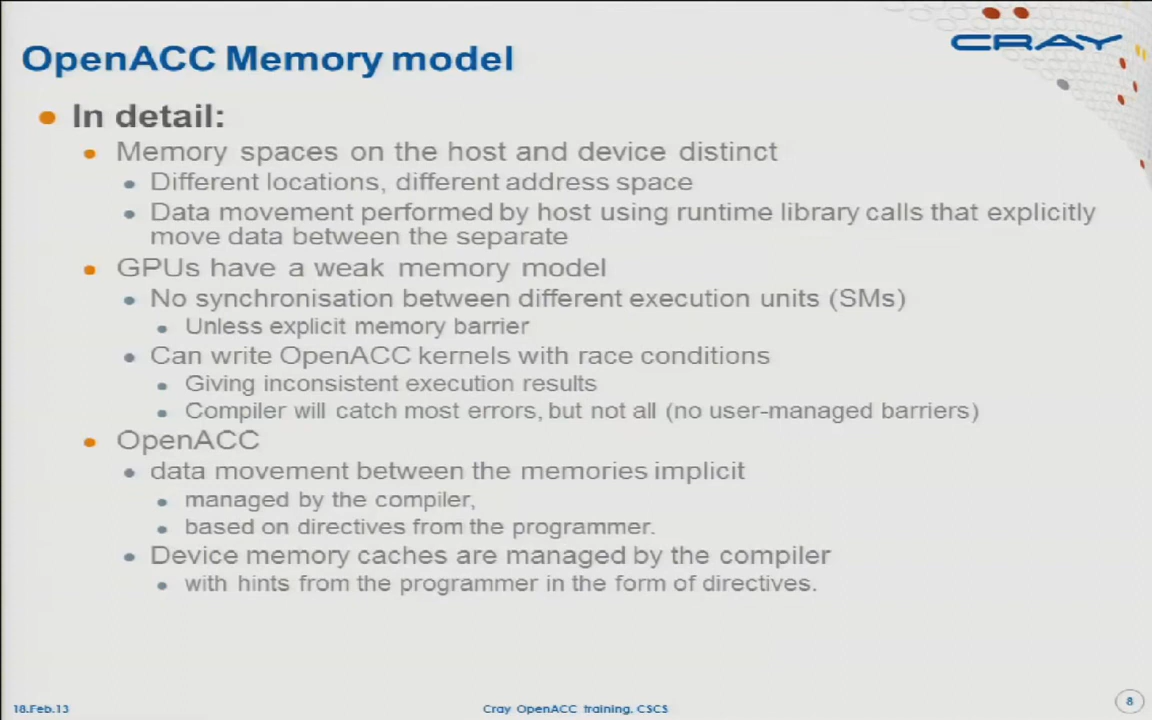 OpenACC Memory model
CRAY
In detail:
Memory spaces on the host and device distinct
Different locations, different address space
Data movement performed by host using runtime library calls that explicitly
move data between the separate
GPUs have a weak memory model
No synchronisation between different execution units (SMs)
Unless explicit memory barrier
Can write OpenACC kernels with race conditions
Giving inconsistent execution results
Compiler will catch most errors, but not all (no user-managed barriers)
OpenACC
data movement between the memories implicit
managed by the compiler,
based on directives from the programmer.
Device memory caches are managed by the compiler
with hints from the programmer in the form of directives.
18.Feb.13
Cray OpenACC training, CSCS
8